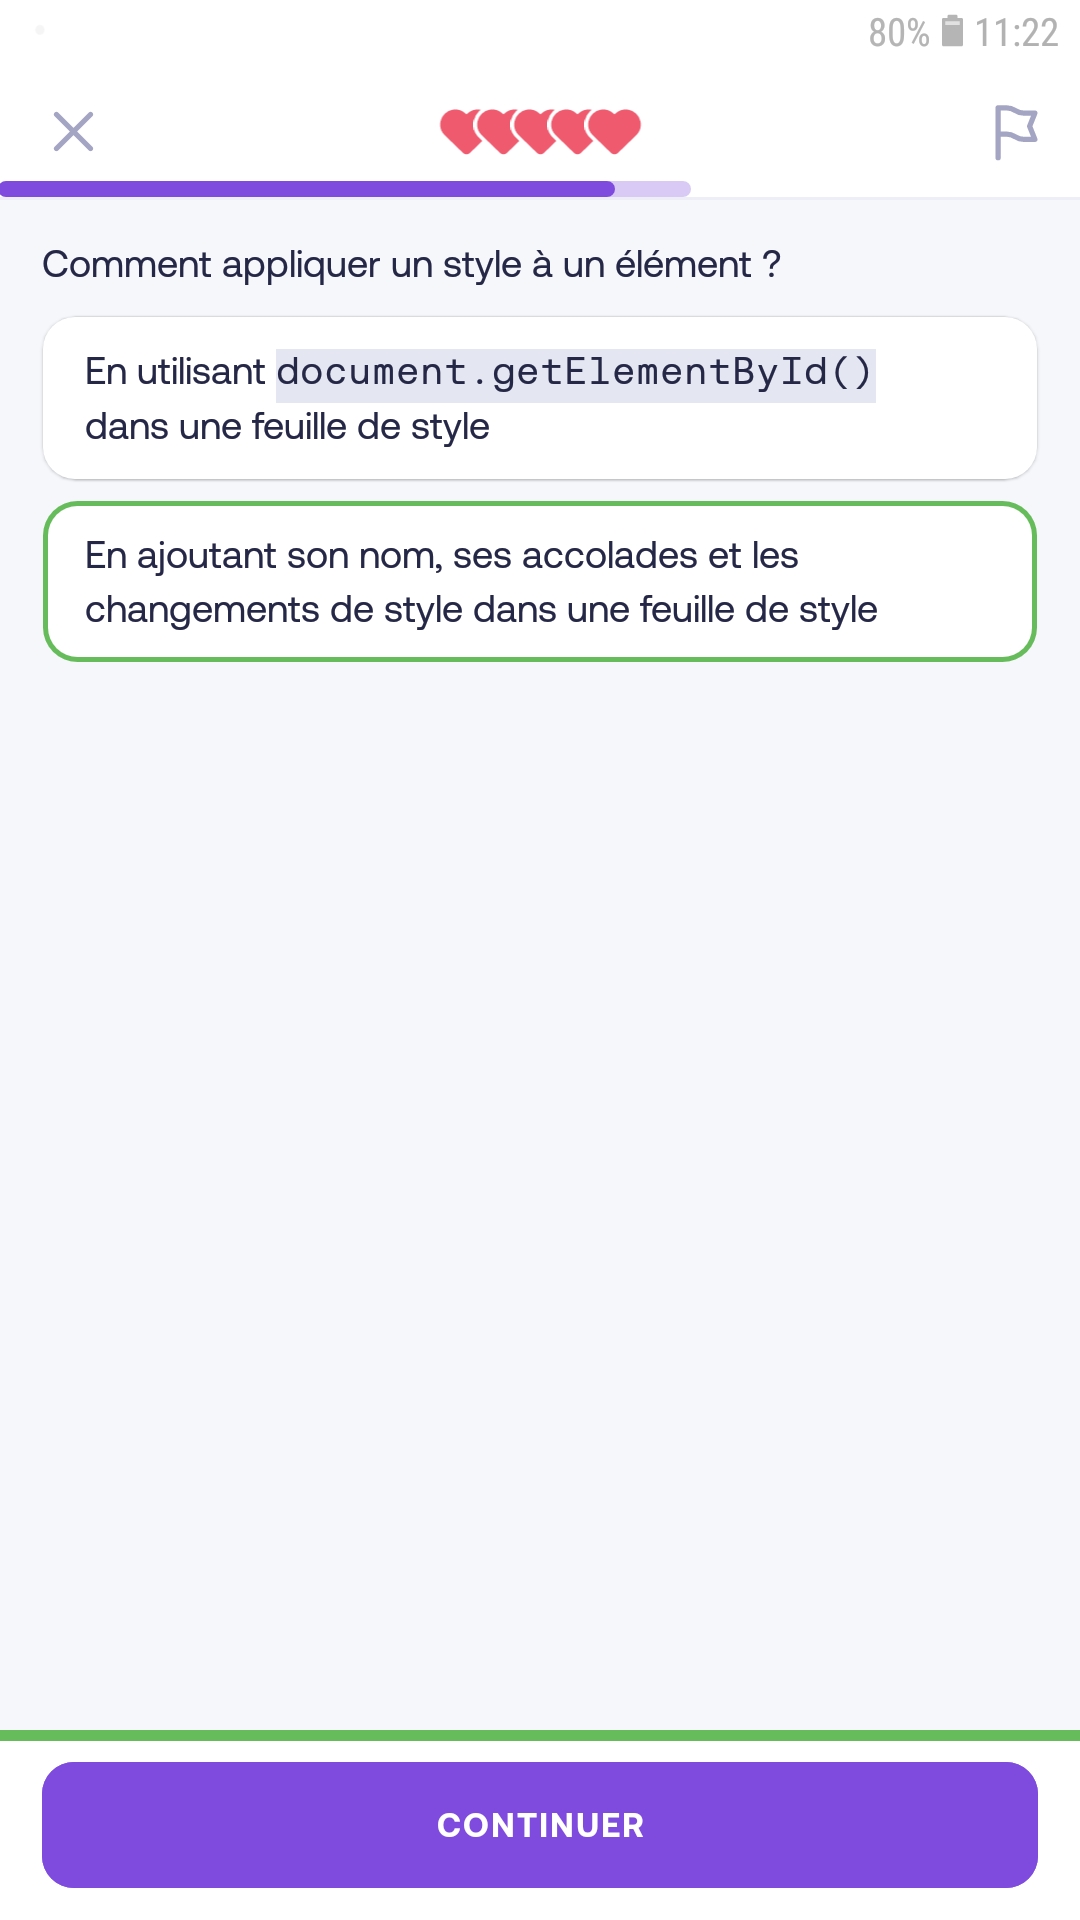 80% 11:22
Comment appliquer un style à un élément ?
En utilisant document.getElementById()
dans une feuille de style
En ajoutant son nom, ses accolades et les
changements de style dans une feuille de style
CONTINUER